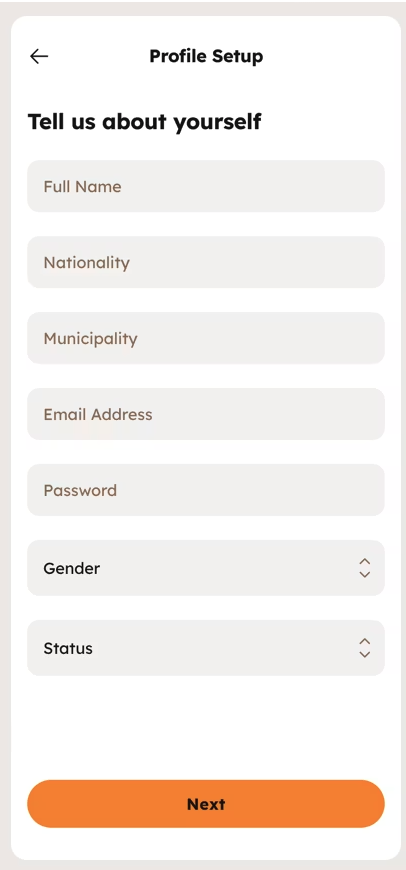 Profile Setup
Tell us about yourself
Full Name
Nationality
Municipality
Email Address
Password
Gender
Status
Next